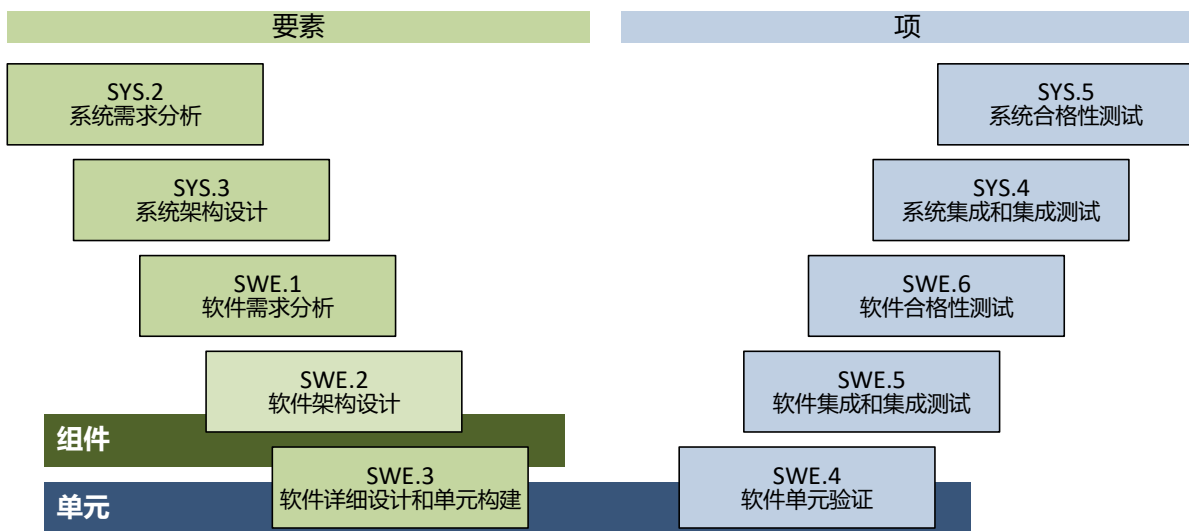 要素
项
SYS.2
系统需求分析
SYS.5
系统合格性测试
SYS.3
系统架构设计
SYS.4
系统集成和集成测试
SWE.1
软件需求分析
SWE.6
软件合格性测试
SWE.2
软件架构设计
SWE.5
软件集成和集成测试
组件
SWE.3
软件详细设计和单元构建
SWE.4
软件单元验证
单元